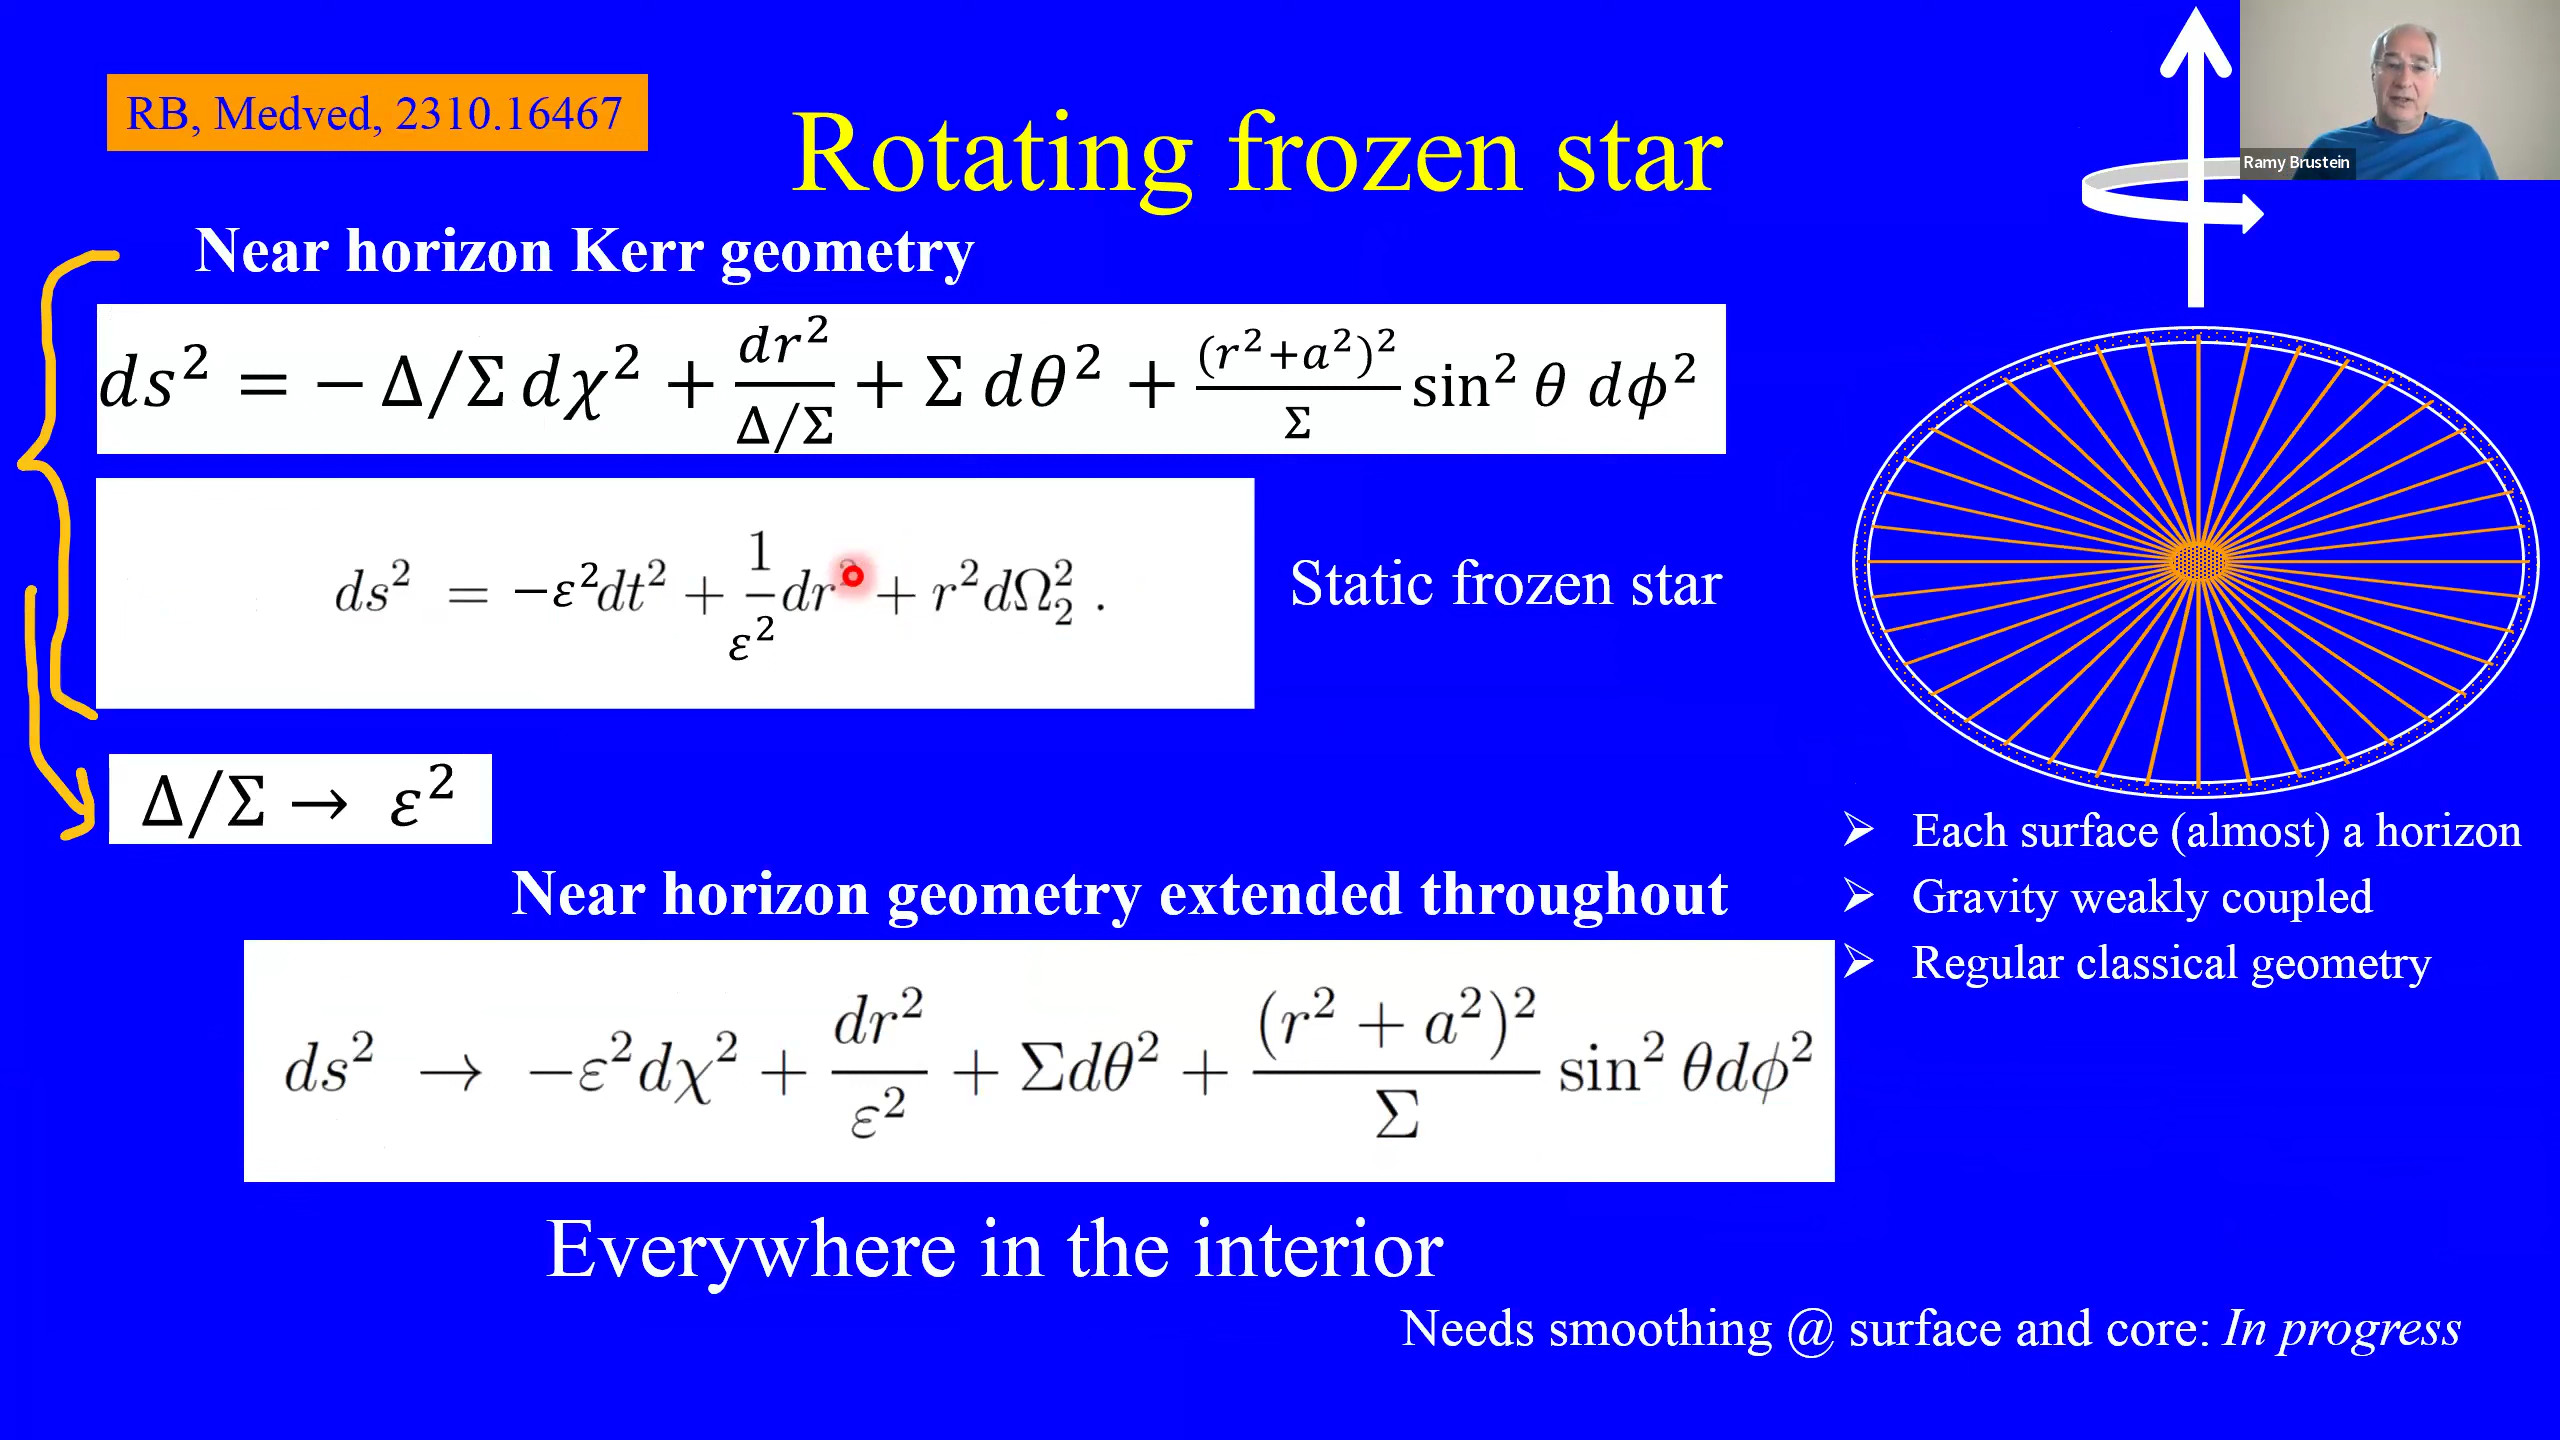 RB, Medved, 2310.16467
Rotating frozen star
Ramy Brustein
Near horizon Kerr geometry
ds² = − Δ/Σ dχ² + dr²/(Δ/Σ) + Σ dθ² + (r²+a²)²/Σ sin² θ dϕ²
ds² = −ε²dt² + 1/ε² dr² + r²dΩ₂² .
Static frozen star
Δ/Σ → ε²
Near horizon geometry extended throughout
ds² → −ε²dχ² + dr²/ε² + Σdθ² + (r² + a²)²/Σ sin² θdϕ²
Everywhere in the interior
➢ Each surface (almost) a horizon
➢ Gravity weakly coupled
➢ Regular classical geometry
Needs smoothing @ surface and core: In progress